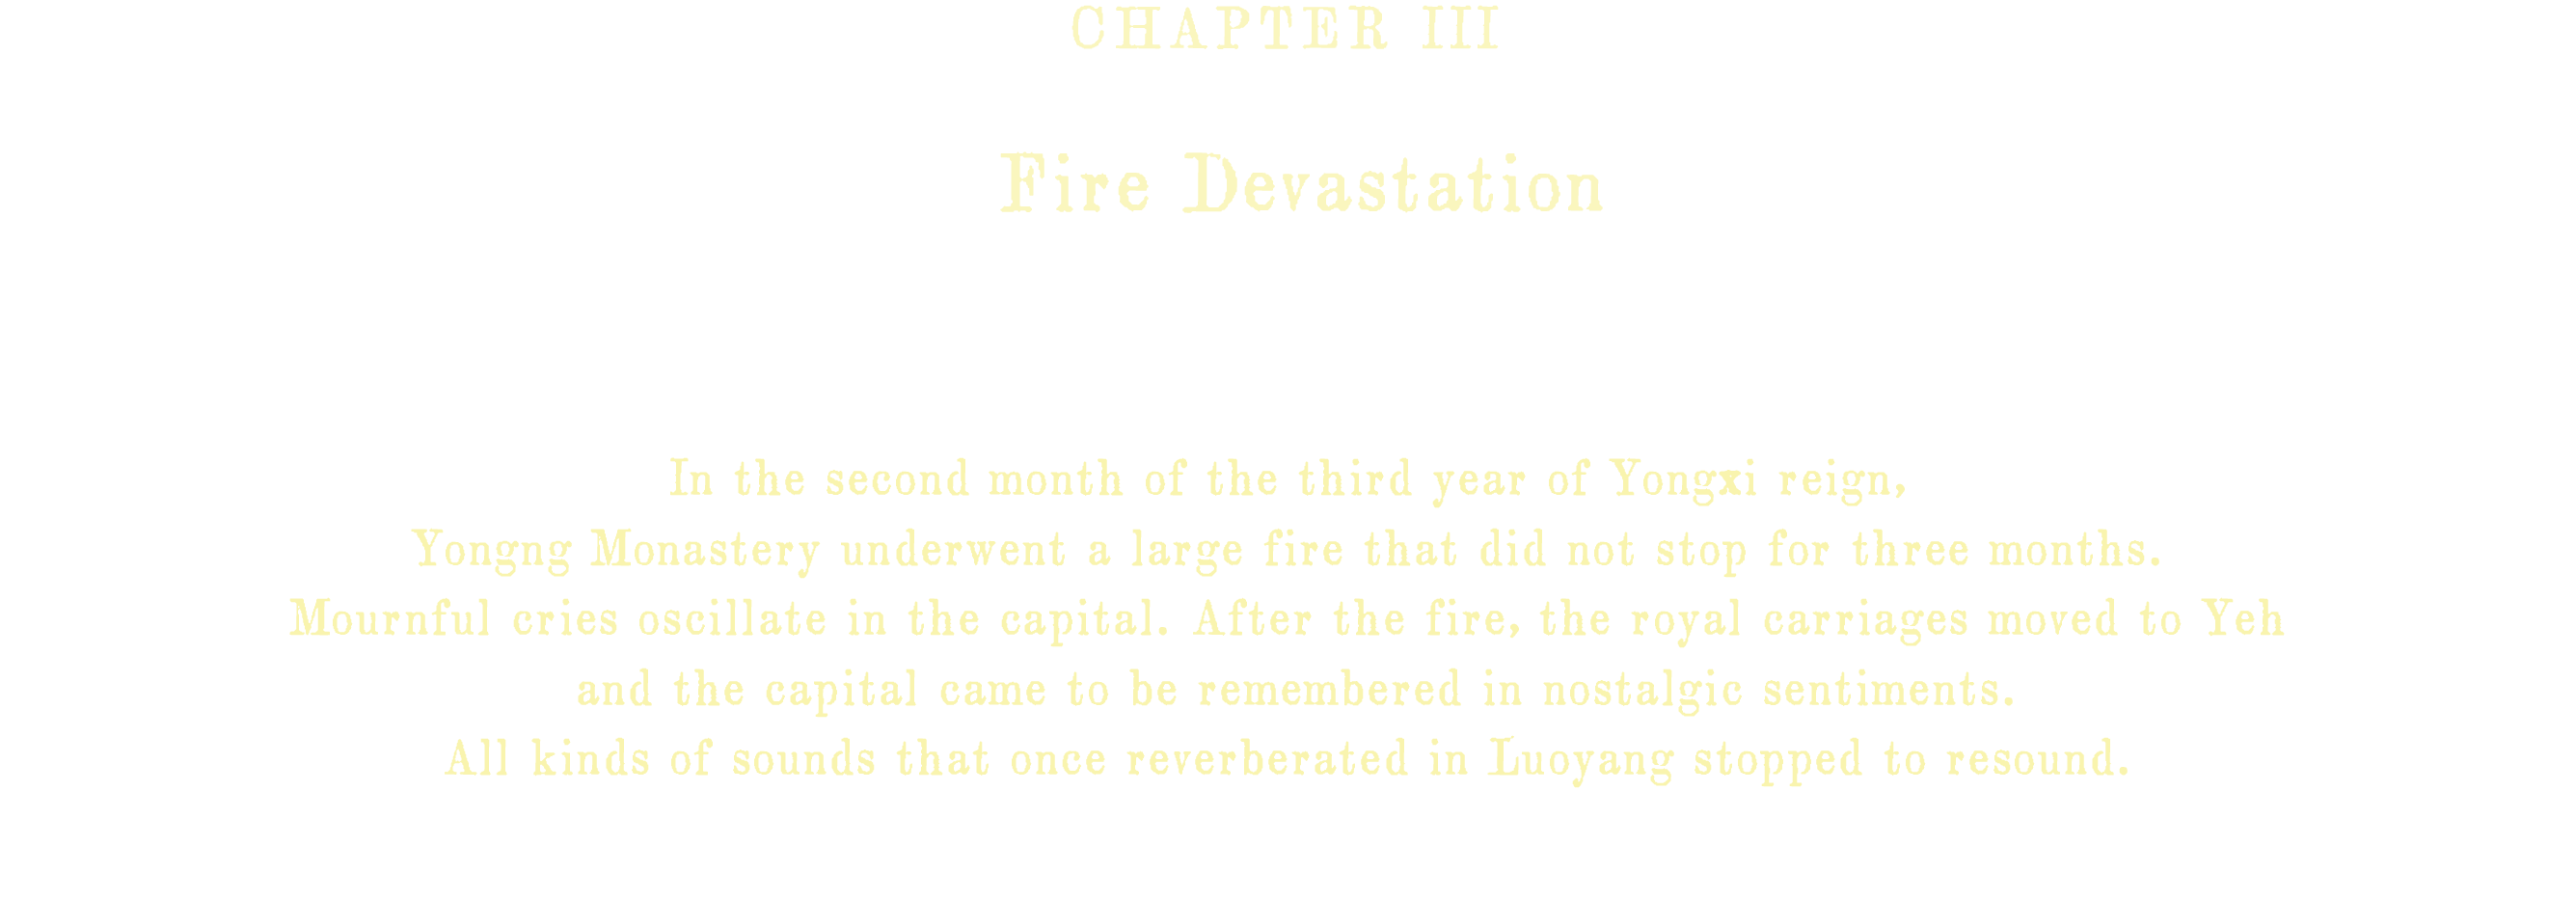 CHAPTER III
Fire Devastation
In the second month of the third year of Yongxi reign,
Yongng Monastery underwent a large fire that did not stop for three months.
Mournful cries oscillate in the capital. After the fire, the royal carriages moved to Yeh
and the capital came to be remembered in nostalgic sentiments.
All kinds of sounds that once reverberated in Luoyang stopped to resound.